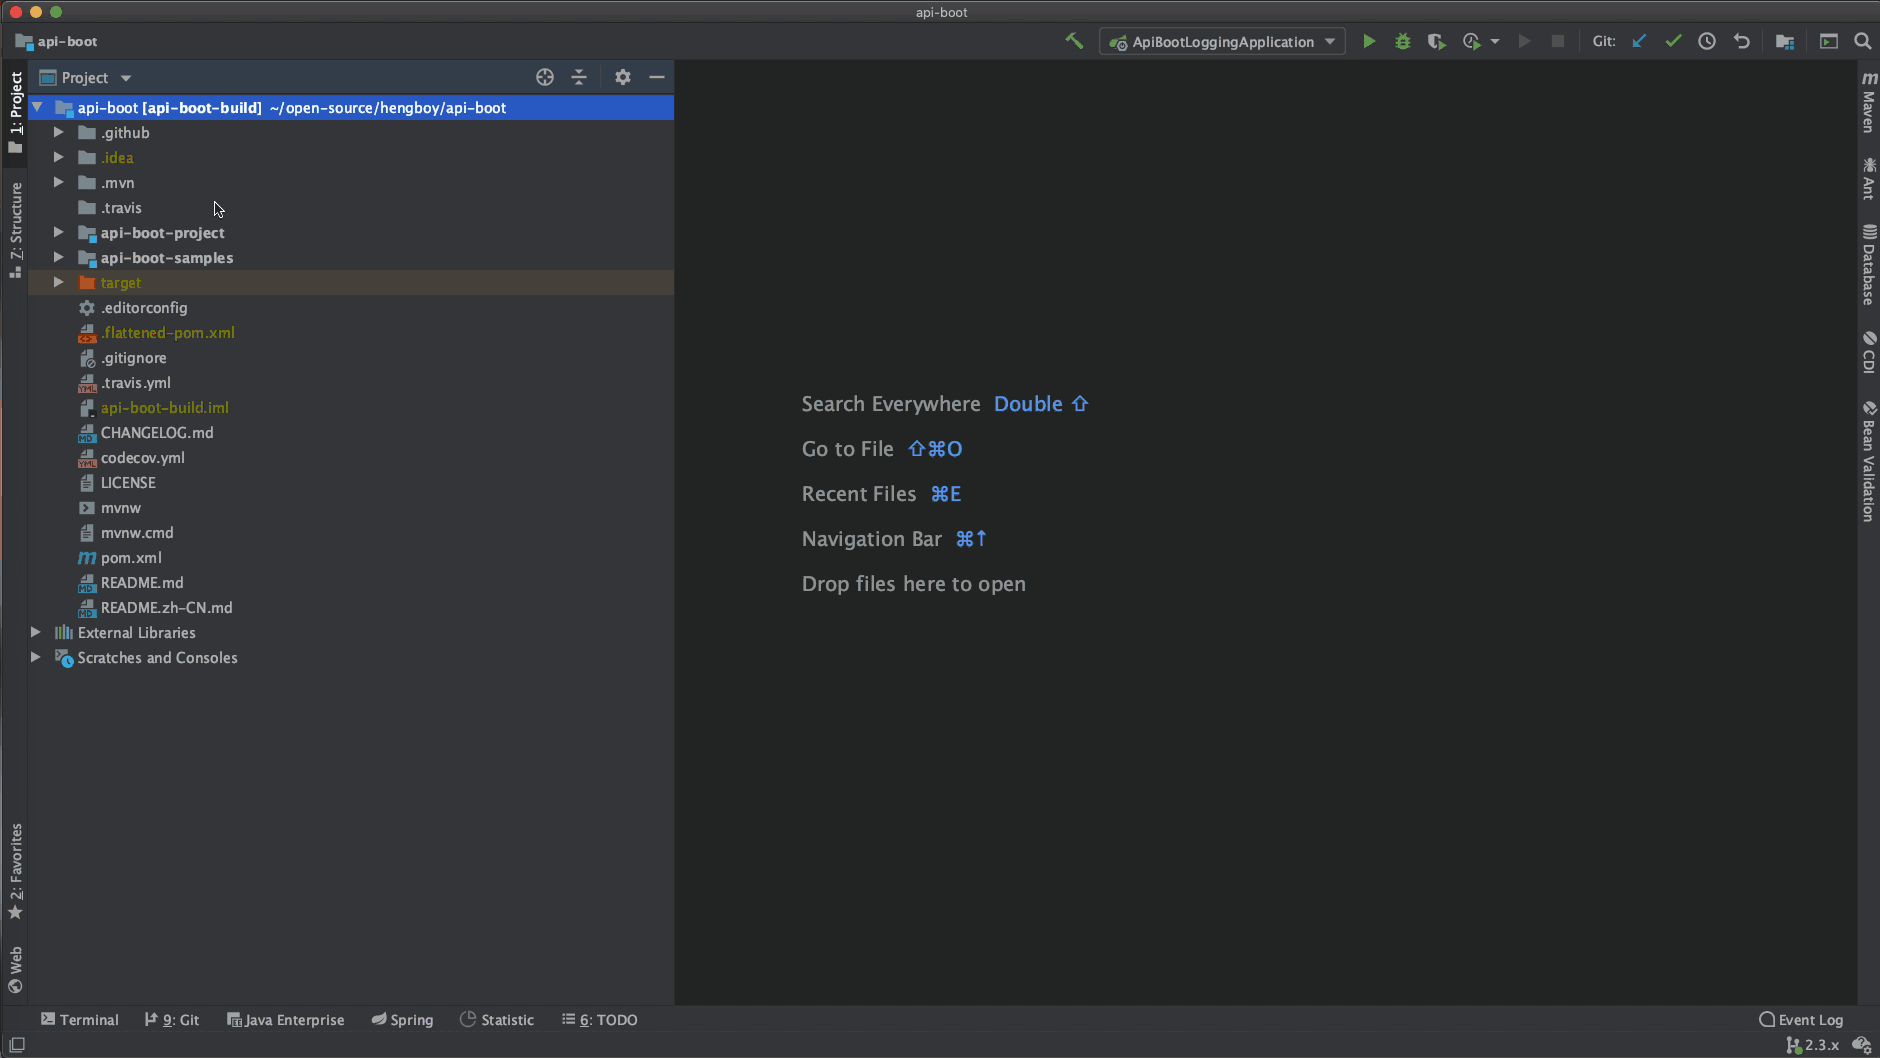 api-boot
api-boot
ApiBootLoggingApplication
Git:
Project
1: Project
Z: Structure
2: Favorites
Web
api-boot [api-boot-build] ~/open-source/hengboy/api-boot
.github
.idea
.mvn
.travis
api-boot-project
api-boot-samples
target
.editorconfig
.flattened-pom.xml
.gitignore
.travis.yml
api-boot-build.iml
CHANGELOG.md
codecov.yml
LICENSE
mvnw
mvnw.cmd
pom.xml
README.md
README.zh-CN.md
External Libraries
Scratches and Consoles
Search Everywhere Double ⇧
Go to File ⇧⌘O
Recent Files ⌘E
Navigation Bar ⌘↑
Drop files here to open
Maven
Ant
Database
CDI
Bean Validation
Terminal
9: Git
Java Enterprise
Spring
Statistic
6: TODO
Event Log
2.3.x